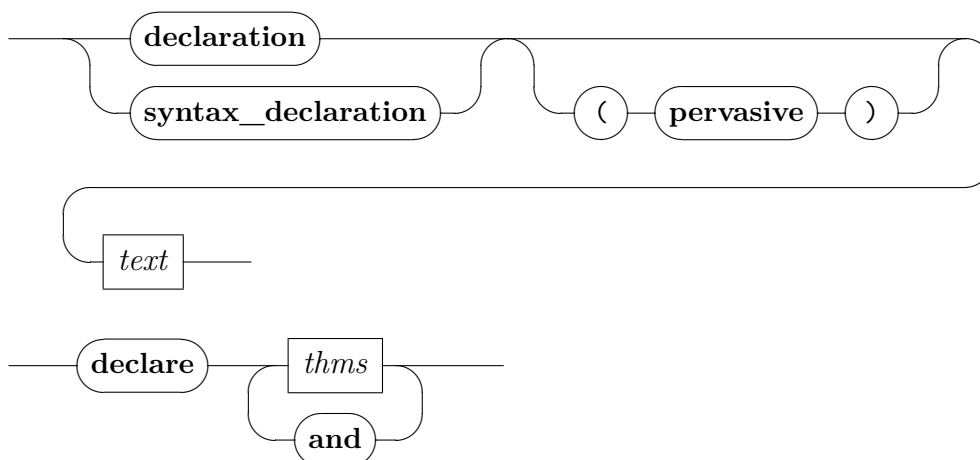 declaration
syntax_declaration ( pervasive )
text
declare thms
and